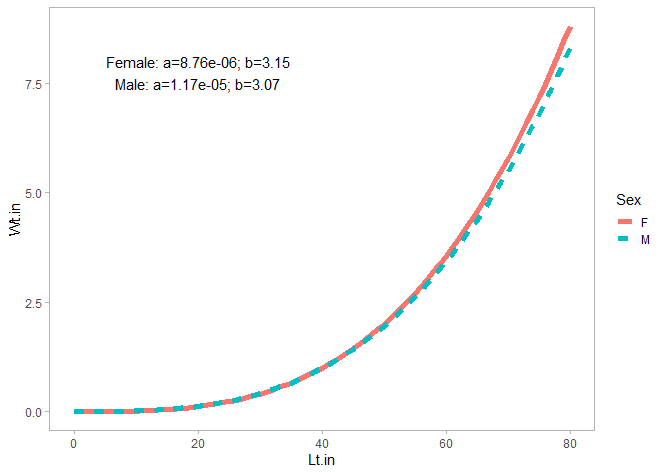 Female: a=8.76e-06; b=3.15
Male: a=1.17e-05; b=3.07
7.5
5.0
2.5
0.0
Wt.in
0 20 40 60 80
Lt.in
Sex
F
M